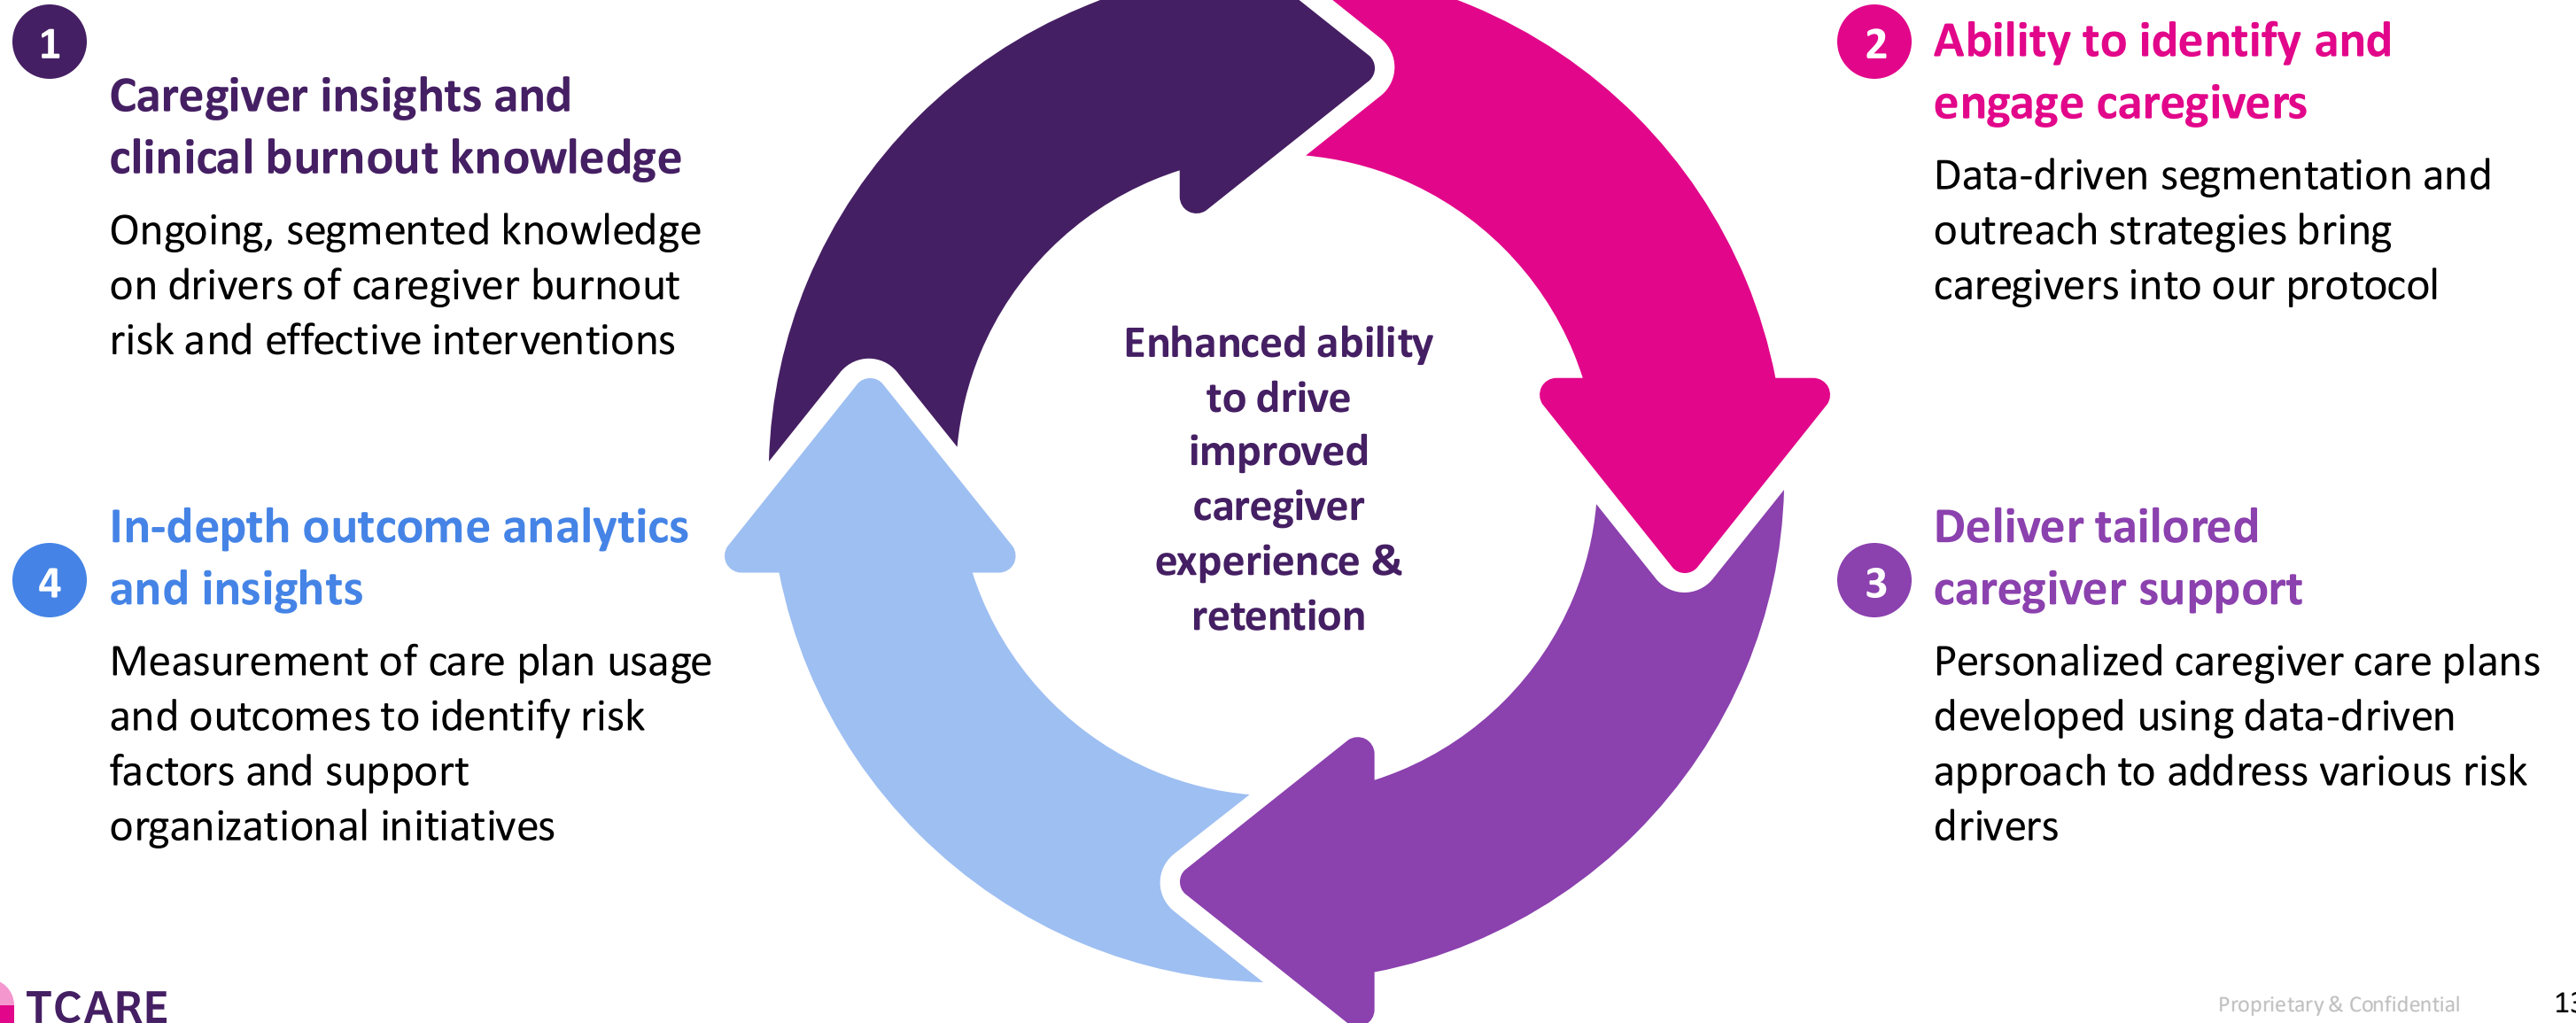 1
Caregiver insights and
clinical burnout knowledge
Ongoing, segmented knowledge
on drivers of caregiver burnout
risk and effective interventions
2
Ability to identify and
engage caregivers
Data-driven segmentation and
outreach strategies bring
caregivers into our protocol
Enhanced ability
to drive
improved
caregiver
experience &
retention
3
Deliver tailored
caregiver support
Personalized caregiver care plans
developed using data-driven
approach to address various risk
drivers
4
In-depth outcome analytics
and insights
Measurement of care plan usage
and outcomes to identify risk
factors and support
organizational initiatives
TCARE
Proprietary & Confidential
13